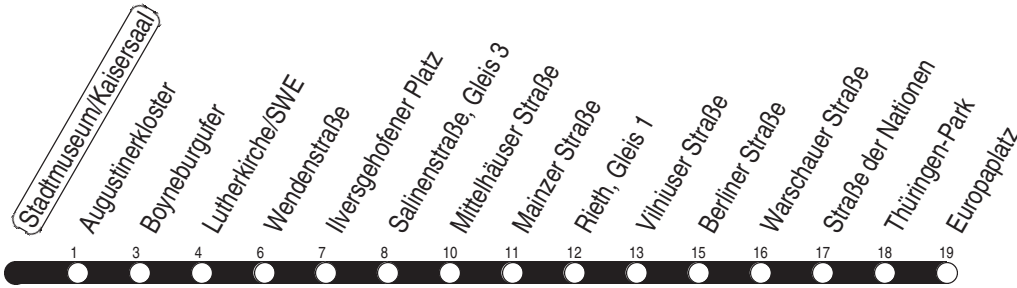 Stadtmuseum/Kaisersaal
Augustinerkloster
Boyneburgufer
Lutherkirche/SWE
Wendenstraße
Ilversgehofener Platz
Salinenstraße, Gleis 3
Mittelhäuser Straße
Mainzer Straße
Rieth, Gleis 1
Vilniuser Straße
Berliner Straße
Warschauer Straße
Straße der Nationen
Thüringen-Park
Europaplatz
1 3 4 6 7 8 10 11 12 13 15 16 17 18 19